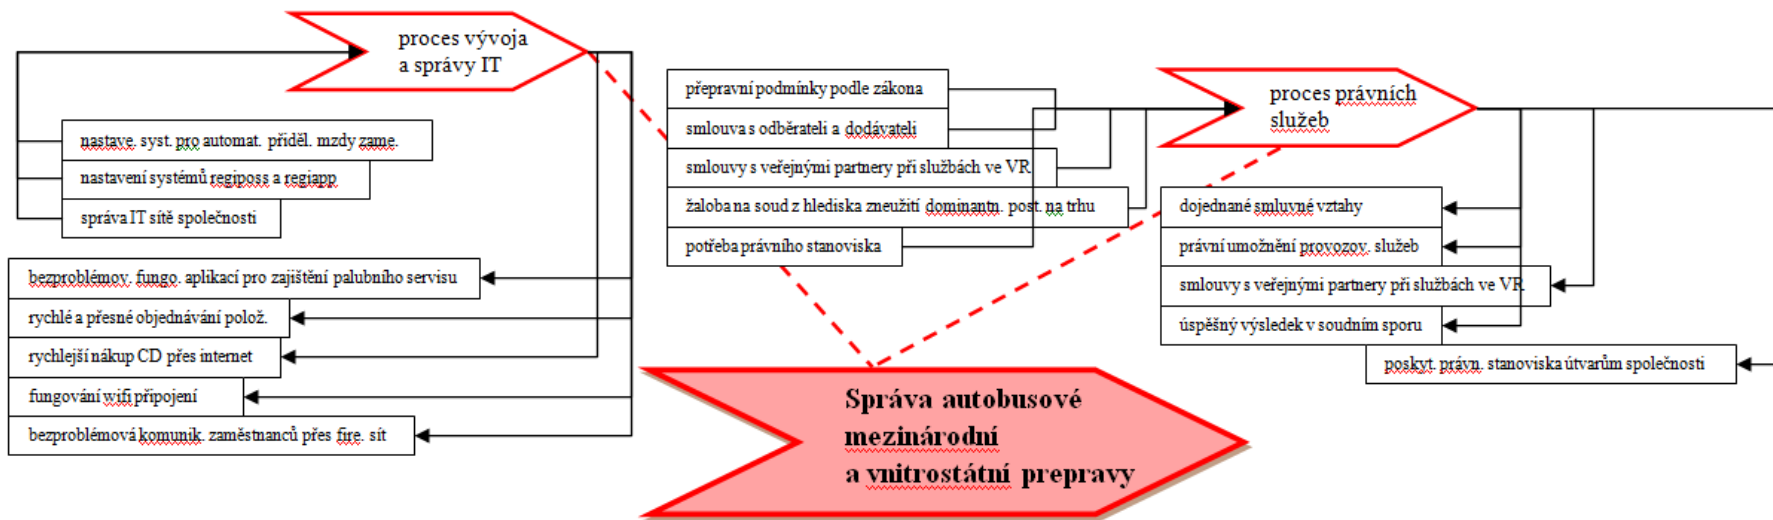 proces vývoja
a správy IT
nastave. syst. pro automat. přiděl. mzdy zame.
nastavení systémů regiposs a regiapp
správa IT sítě společnosti
bezproblémov. fungo. aplikací pro zajištění palubního servisu
rychlé a přesné objednávání polož.
rychlejší nákup CD přes internet
fungování wifi připojení
bezproblémová komunik. zaměstnanců přes fire. sít
přepravní podmínky podle zákona
smlouva s odběrateli a dodávateli
smlouvy s veřejnými partnery při službách ve VR
žaloba na soud z hlediska zneužití dominantn. post. na trhu
potřeba právního stanoviska
proces právních
služeb
dojednané smluvné vztahy
právní umožnění provozov. služeb
smlouvy s veřejnými partnery při službách ve VR
úspěšný výsledek v soudním sporu
poskyt. právn. stanoviska útvarům společnosti
Správa autobusové
mezinárodní
a vnitrostátní prepravy